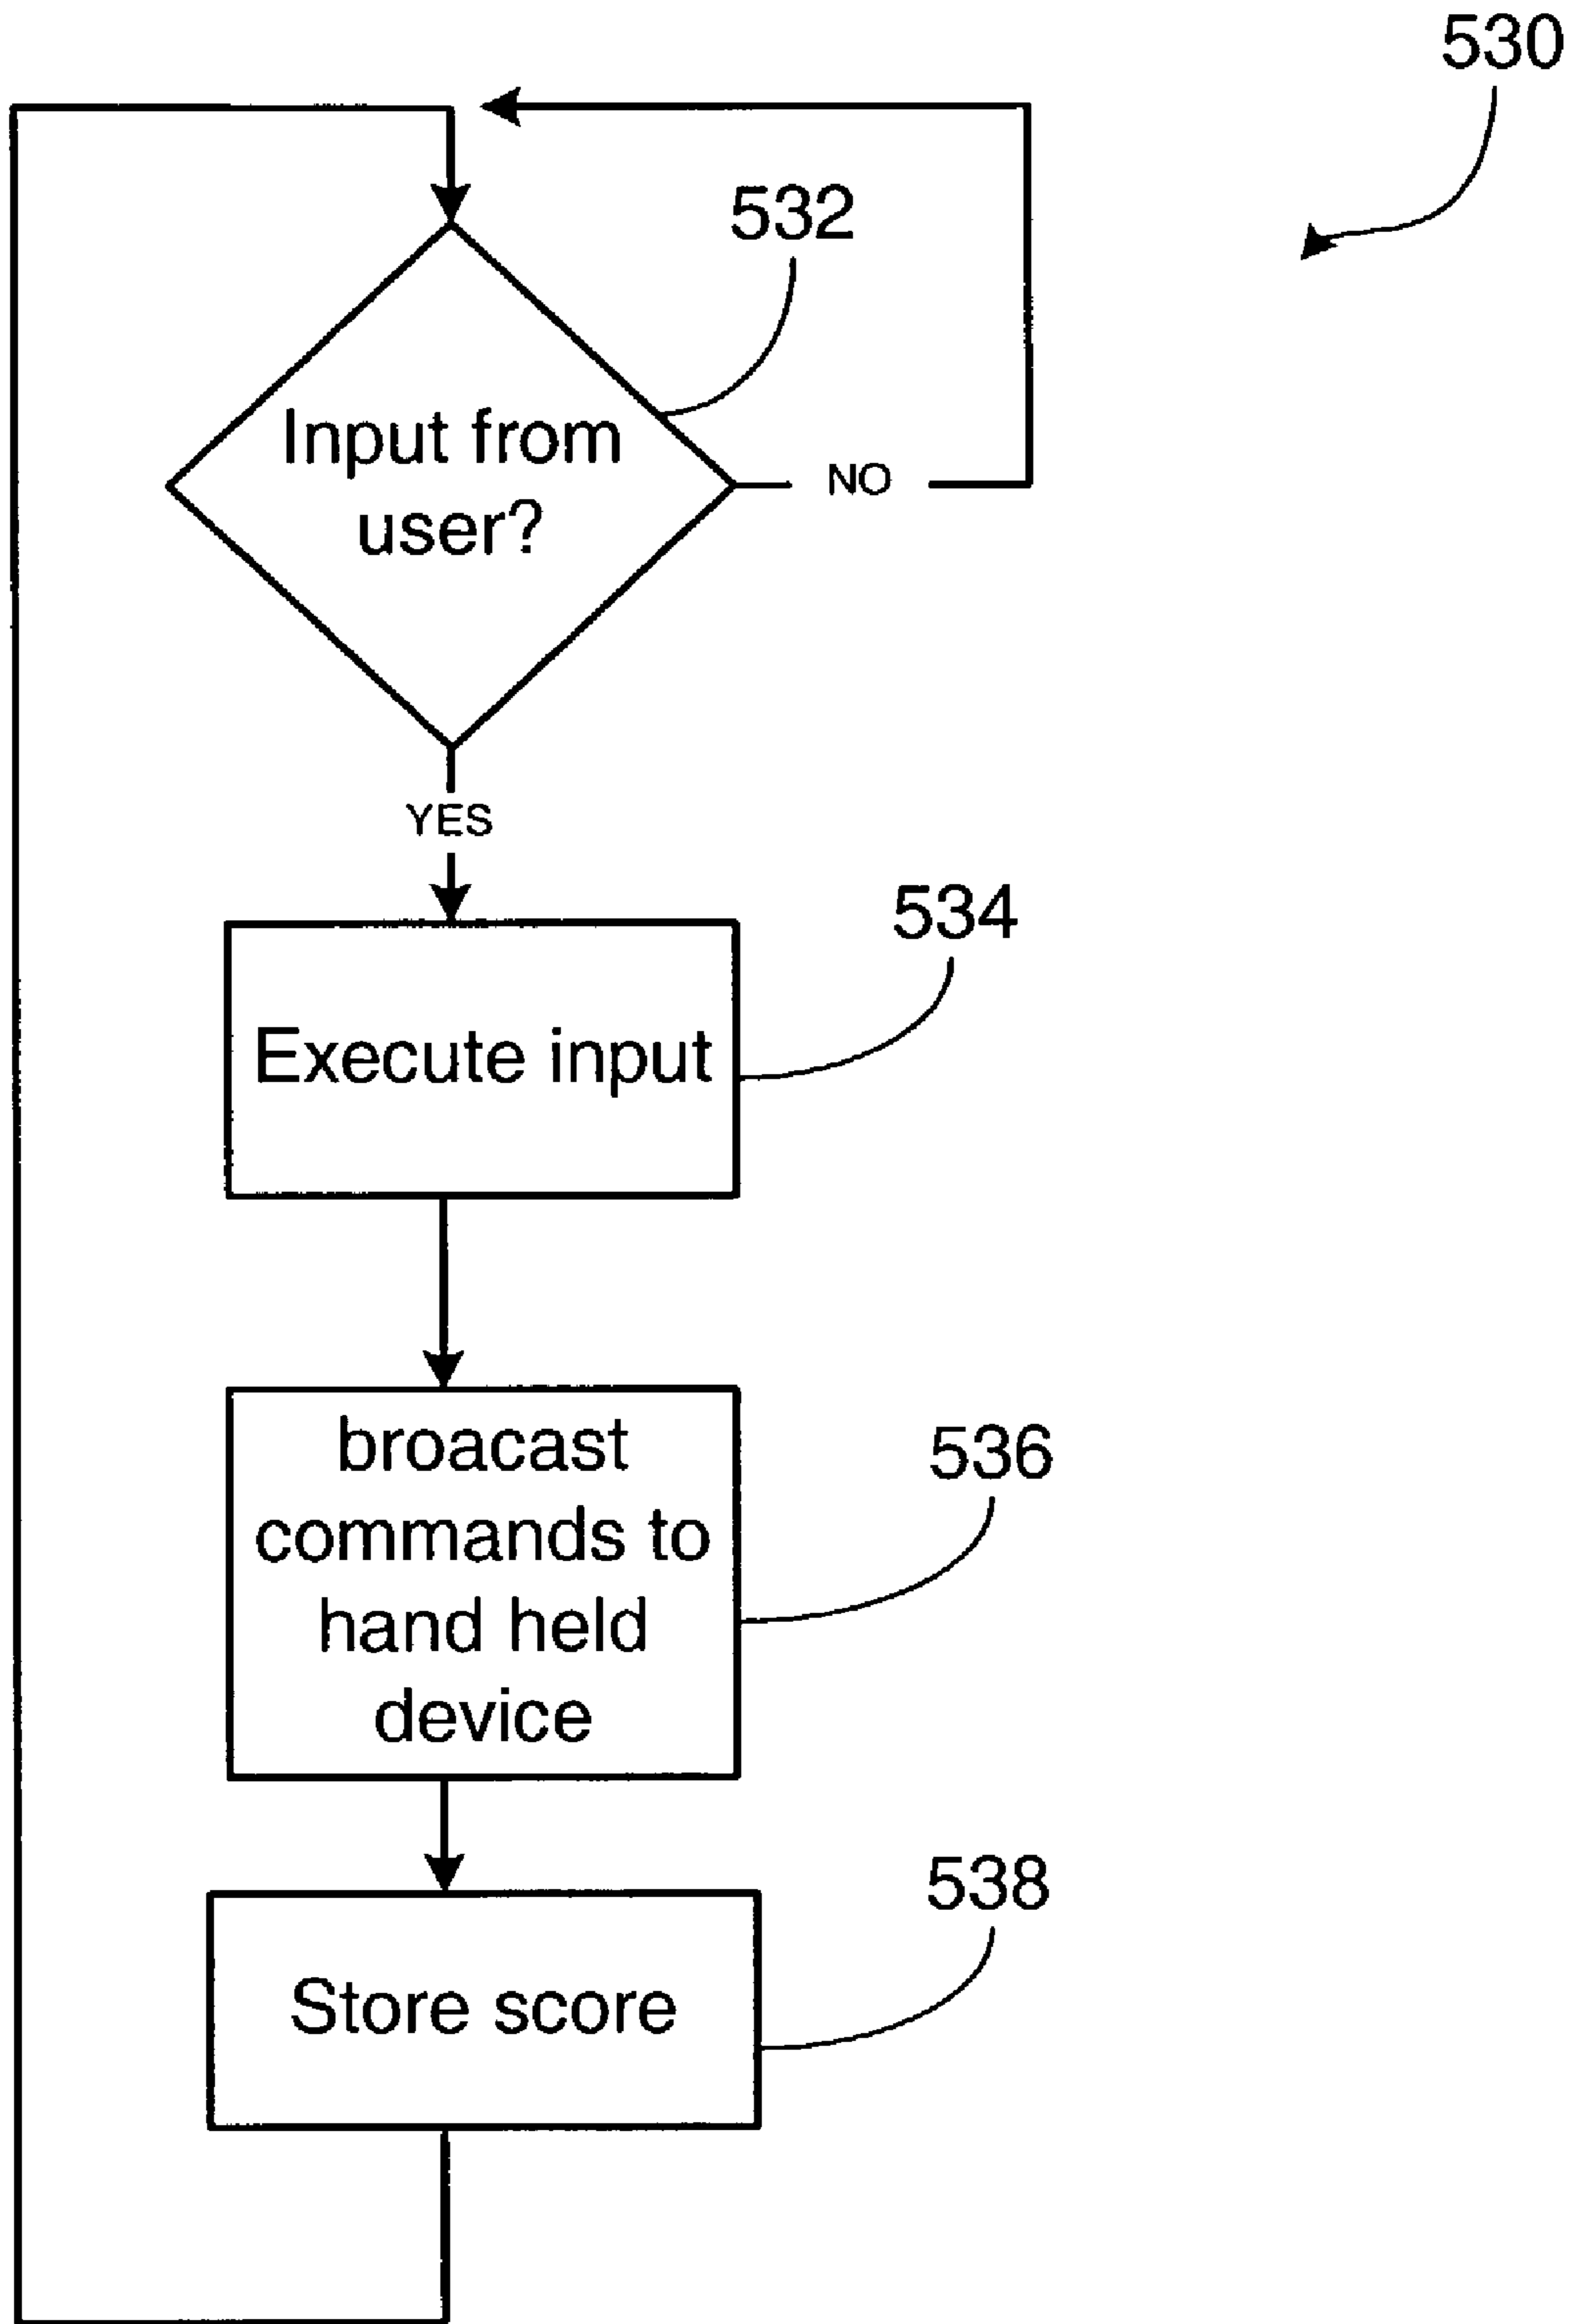 530
532
Input from
user?
NO
YES
534
Execute input
536
broacast
commands to
hand held
device
538
Store score